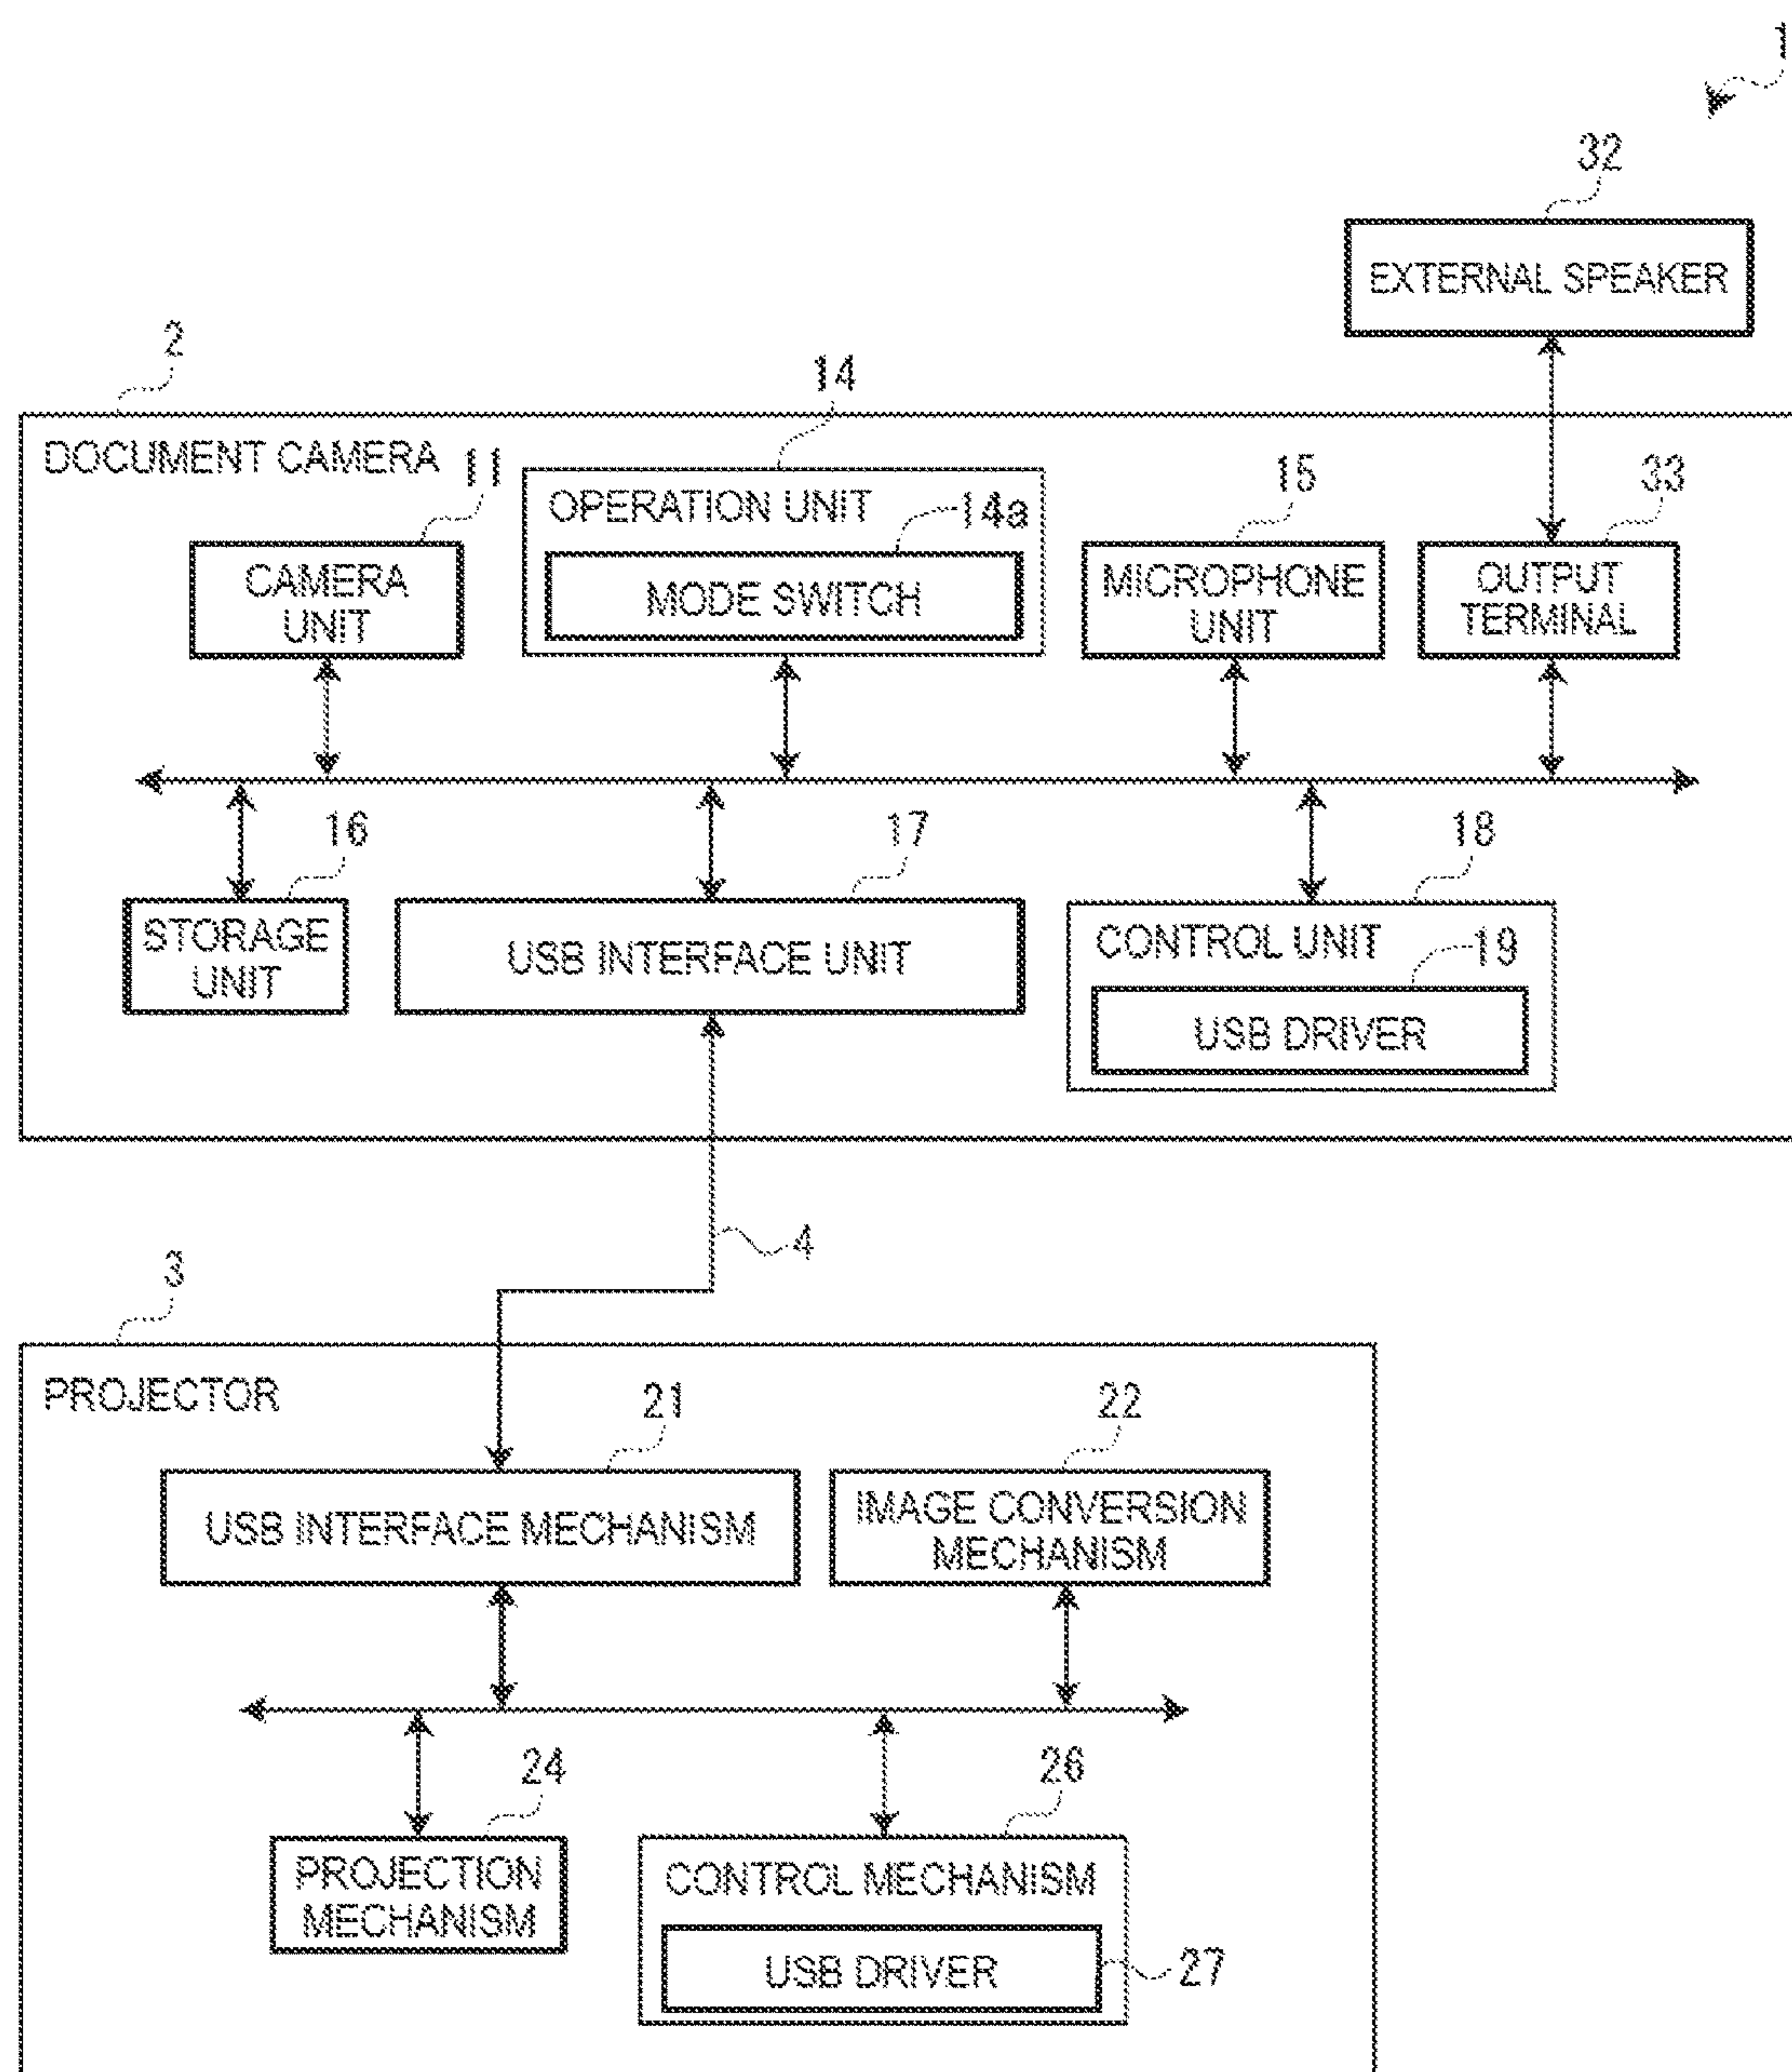 1
32
EXTERNAL SPEAKER
2
14
DOCUMENT CAMERA
11
15
33
OPERATION UNIT
14a
CAMERA
UNIT
MODE SWITCH
MICROPHONE
UNIT
OUTPUT
TERMINAL
16
17
18
STORAGE
UNIT
USB INTERFACE UNIT
CONTROL UNIT
19
USB DRIVER
4
3
PROJECTOR
21
22
USB INTERFACE MECHANISM
IMAGE CONVERSION
MECHANISM
24
26
PROJECTION
MECHANISM
CONTROL MECHANISM
USB DRIVER
27